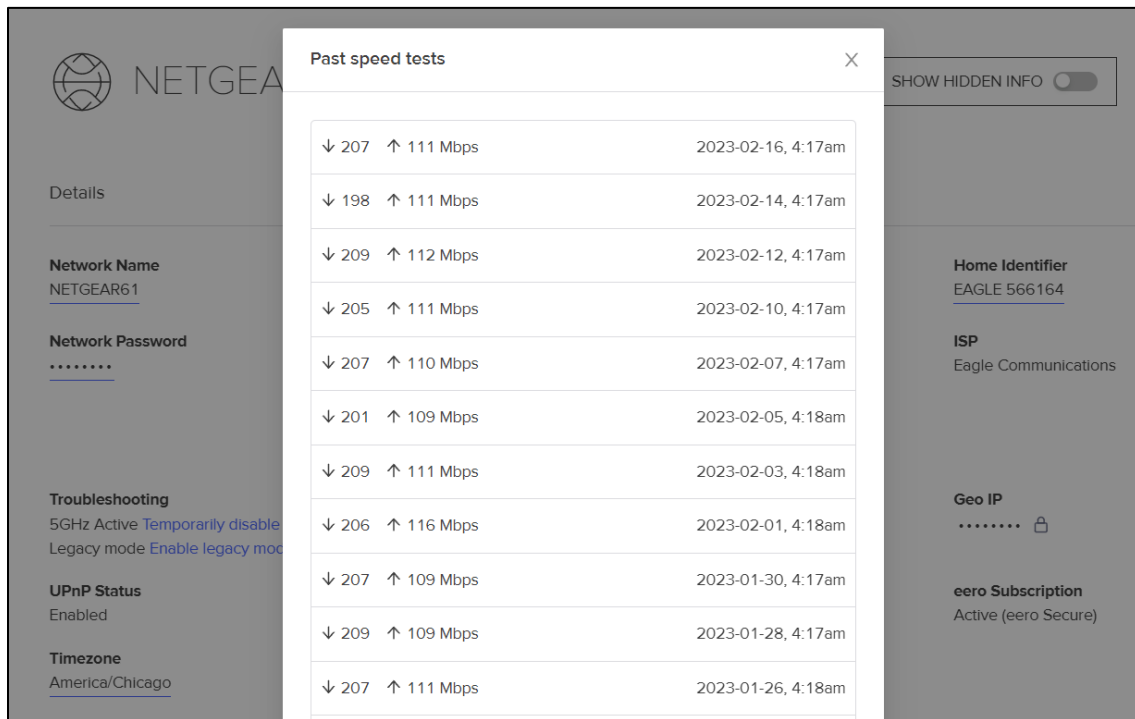 NETGEA
Past speed tests
SHOW HIDDEN INFO
↓ 207 ↑ 111 Mbps 2023-02-16, 4:17am
↓ 198 ↑ 111 Mbps 2023-02-14, 4:17am
↓ 209 ↑ 112 Mbps 2023-02-12, 4:17am
↓ 205 ↑ 111 Mbps 2023-02-10, 4:17am
↓ 207 ↑ 110 Mbps 2023-02-07, 4:17am
↓ 201 ↑ 109 Mbps 2023-02-05, 4:18am
↓ 209 ↑ 111 Mbps 2023-02-03, 4:18am
↓ 206 ↑ 116 Mbps 2023-02-01, 4:18am
↓ 207 ↑ 109 Mbps 2023-01-30, 4:17am
↓ 209 ↑ 109 Mbps 2023-01-28, 4:17am
↓ 207 ↑ 111 Mbps 2023-01-26, 4:18am
Details
Network Name
NETGEAR61
Network Password
••••••••
Troubleshooting
5GHz Active Temporarily disable
Legacy mode Enable legacy mod
UPnP Status
Enabled
Timezone
America/Chicago
Home Identifier
EAGLE 566164
ISP
Eagle Communications
Geo IP
••••••••
eero Subscription
Active (eero Secure)